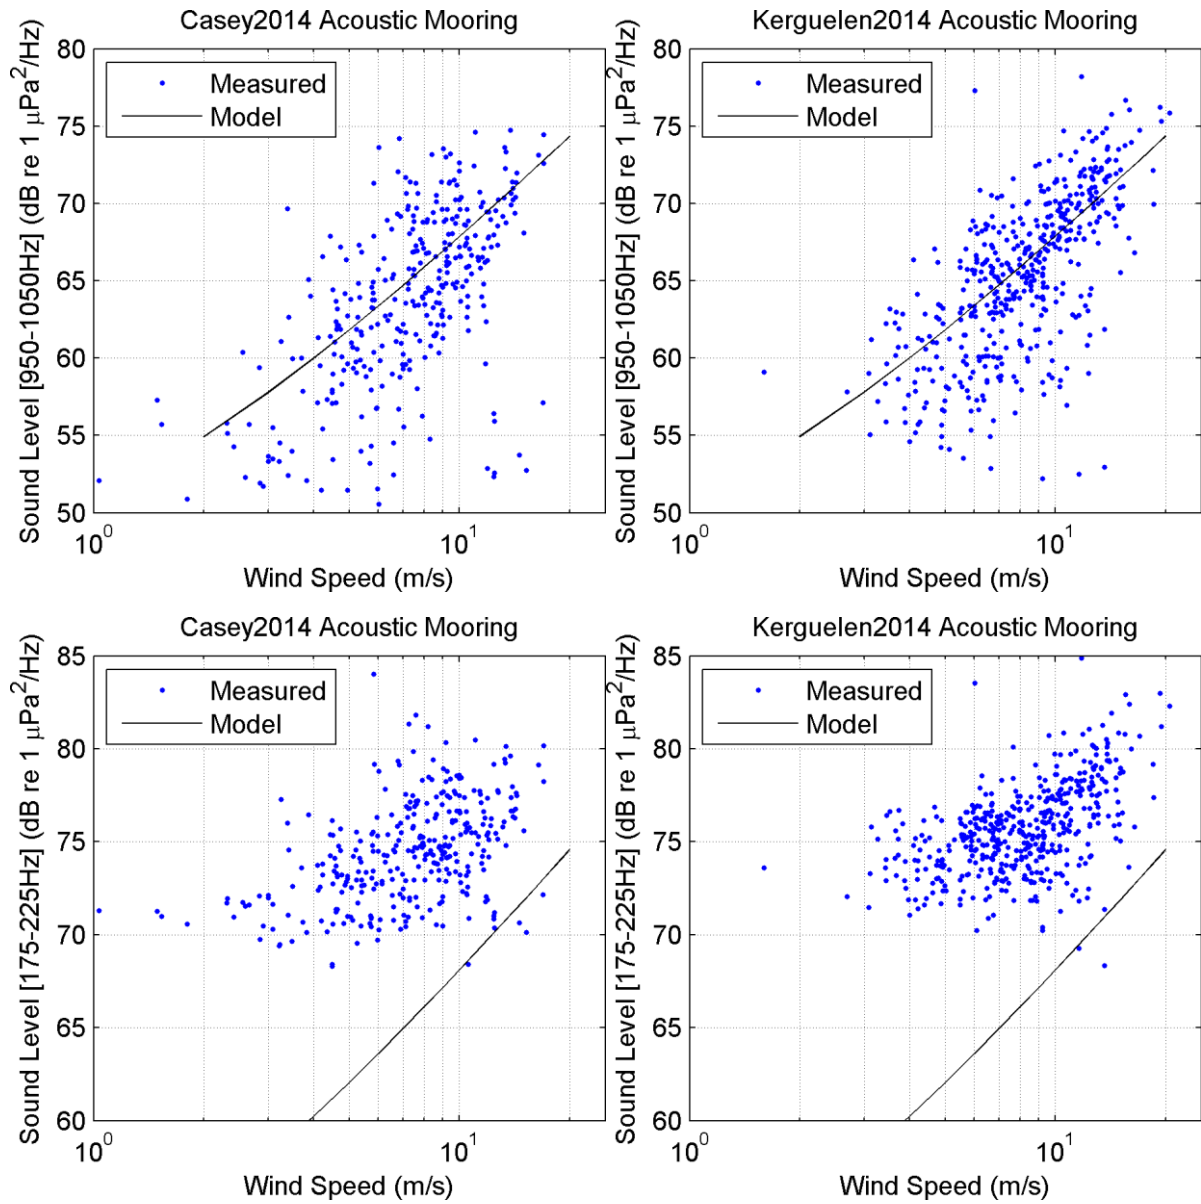 Casey2014 Acoustic Mooring
Sound Level [950-1050Hz] (dB re 1 μPa²/Hz)
80
75
70
65
60
55
50
Measured
Model
10⁰
10¹
Wind Speed (m/s)
Kerguelen2014 Acoustic Mooring
Sound Level [950-1050Hz] (dB re 1 μPa²/Hz)
80
75
70
65
60
55
50
Measured
Model
10⁰
10¹
Wind Speed (m/s)
Casey2014 Acoustic Mooring
Sound Level [175-225Hz] (dB re 1 μPa²/Hz)
85
80
75
70
65
60
Measured
Model
10⁰
10¹
Wind Speed (m/s)
Kerguelen2014 Acoustic Mooring
Sound Level [175-225Hz] (dB re 1 μPa²/Hz)
85
80
75
70
65
60
Measured
Model
10⁰
10¹
Wind Speed (m/s)